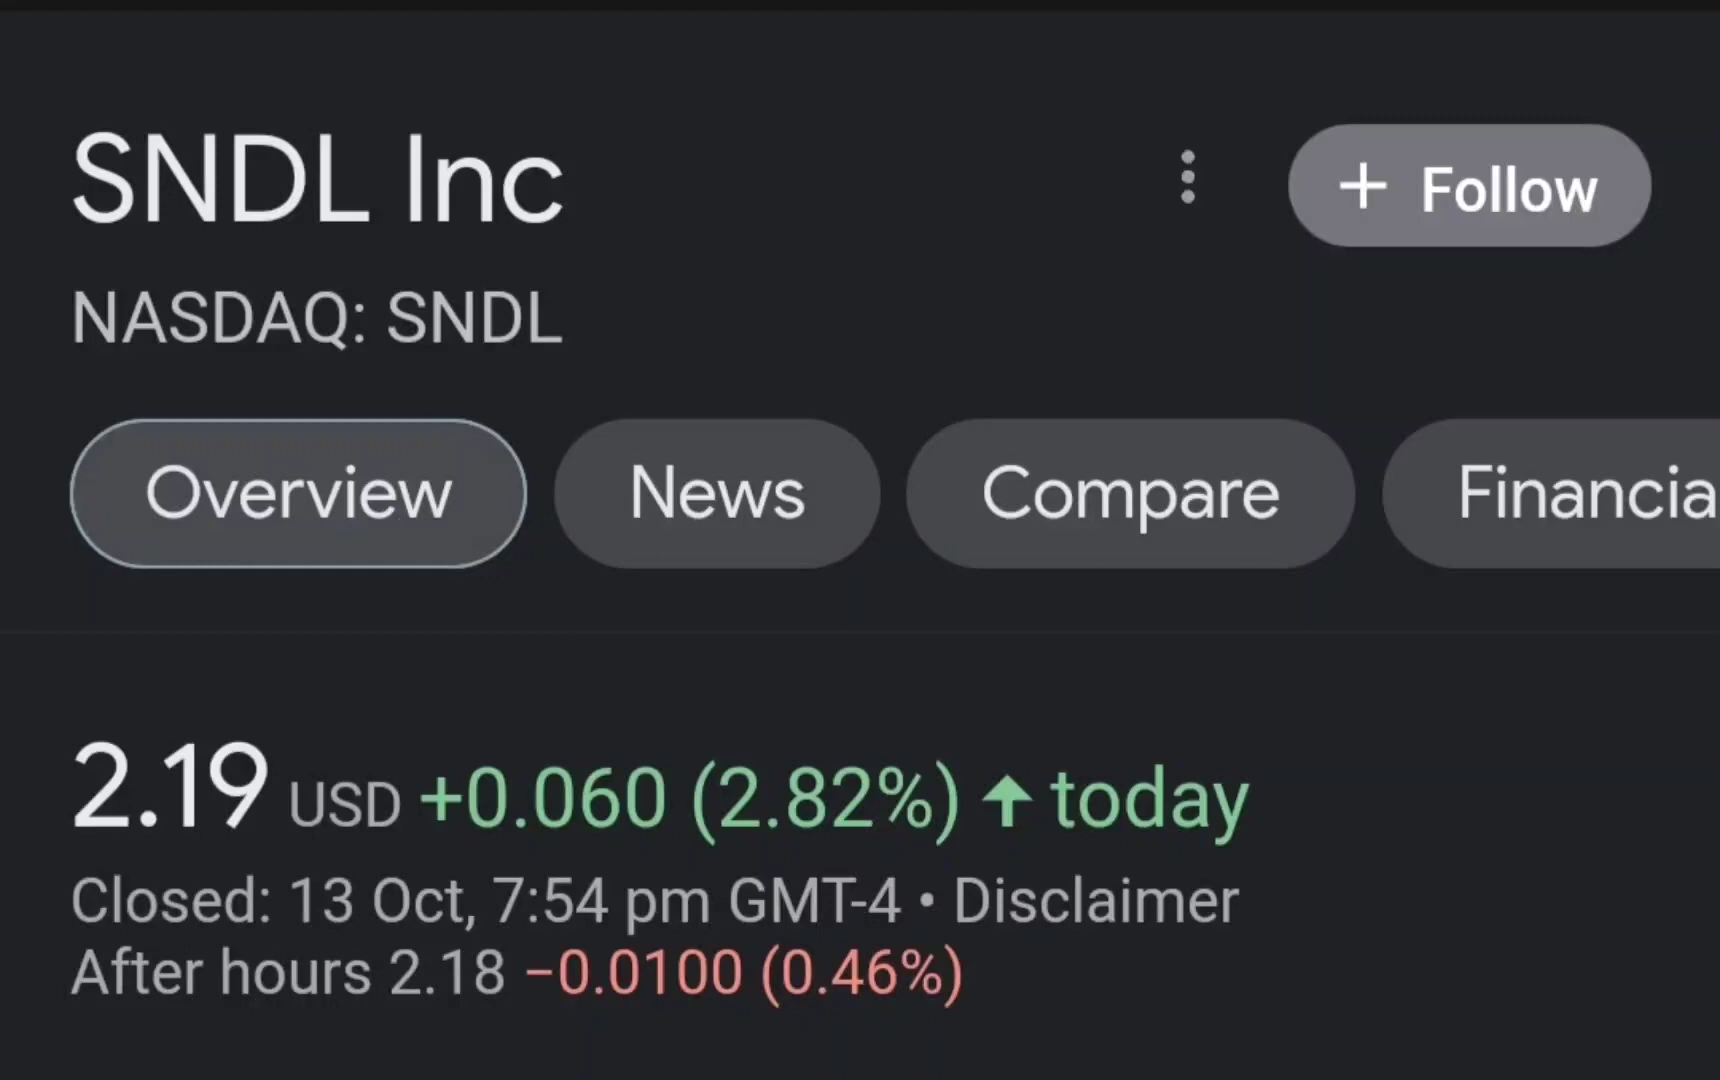 SNDL Inc
+ Follow
NASDAQ: SNDL
Overview News Compare Financia
2.19 USD +0.060 (2.82%) ↑ today
Closed: 13 Oct, 7:54 pm GMT-4 • Disclaimer
After hours 2.18 −0.0100 (0.46%)